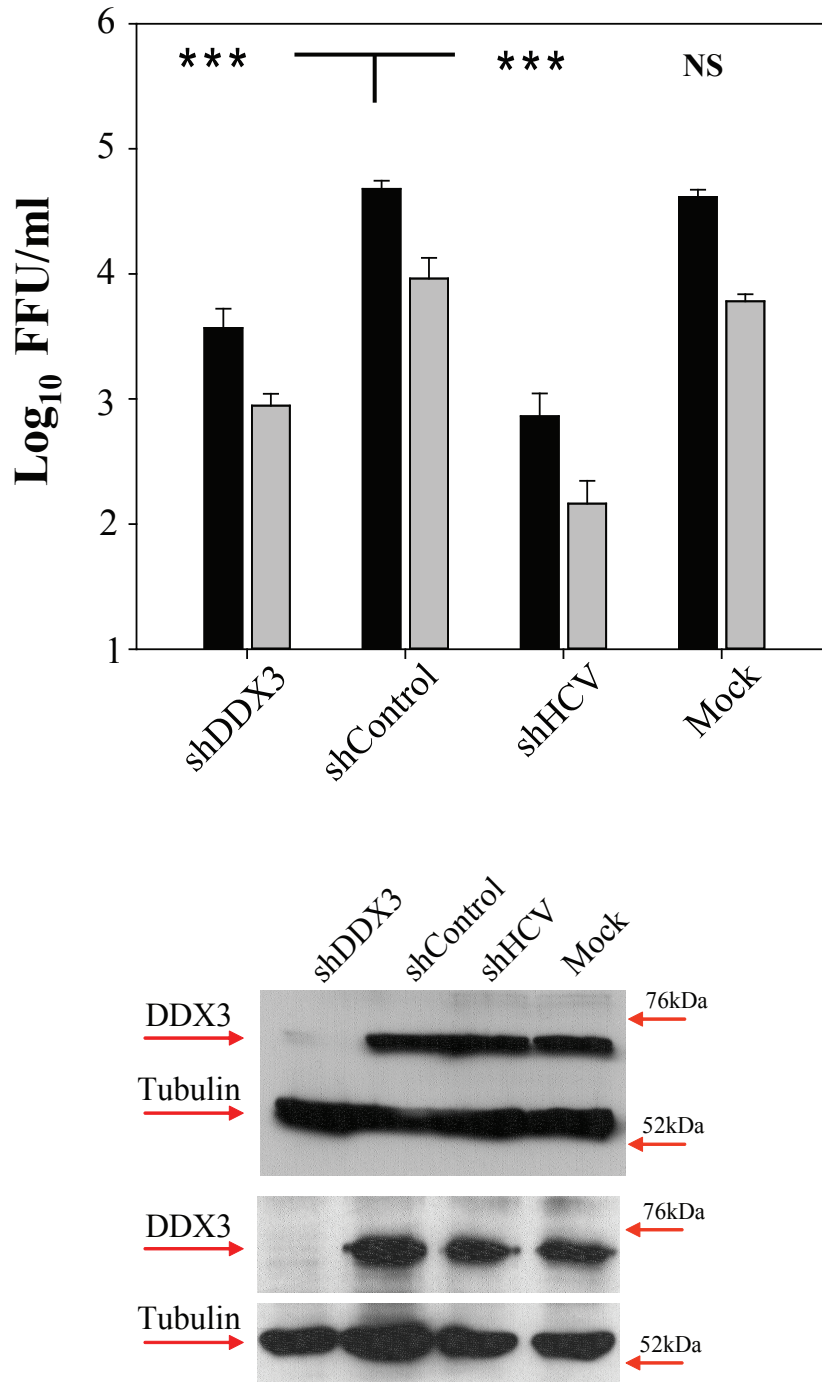 6
*** *** NS
5
4
3
2
1
Log10 FFU/ml
shDDX3 shControl shHCV Mock
shDDX3 shControl shHCV Mock
DDX3 76kDa
Tubulin 52kDa
DDX3 76kDa
Tubulin 52kDa